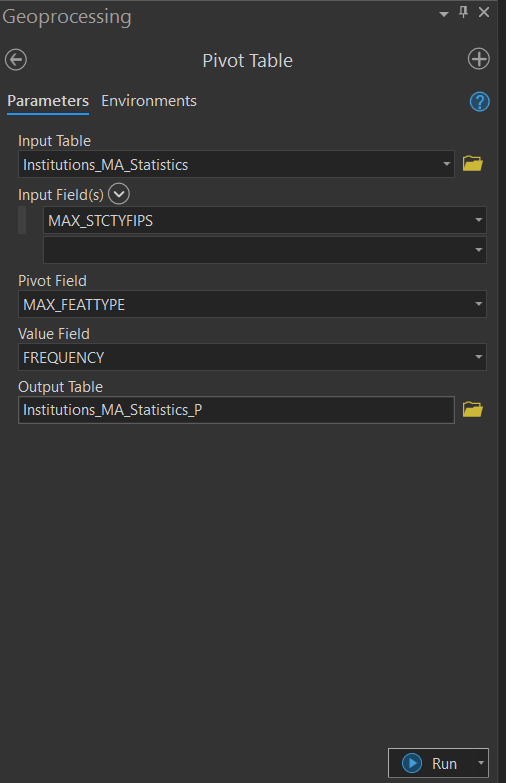 Geoprocessing
Pivot Table
Parameters Environments
Input Table
Institutions_MA_Statistics
Input Field(s)
MAX_STCTYFIPS
Pivot Field
MAX_FEATTYPE
Value Field
FREQUENCY
Output Table
Institutions_MA_Statistics_P
Run